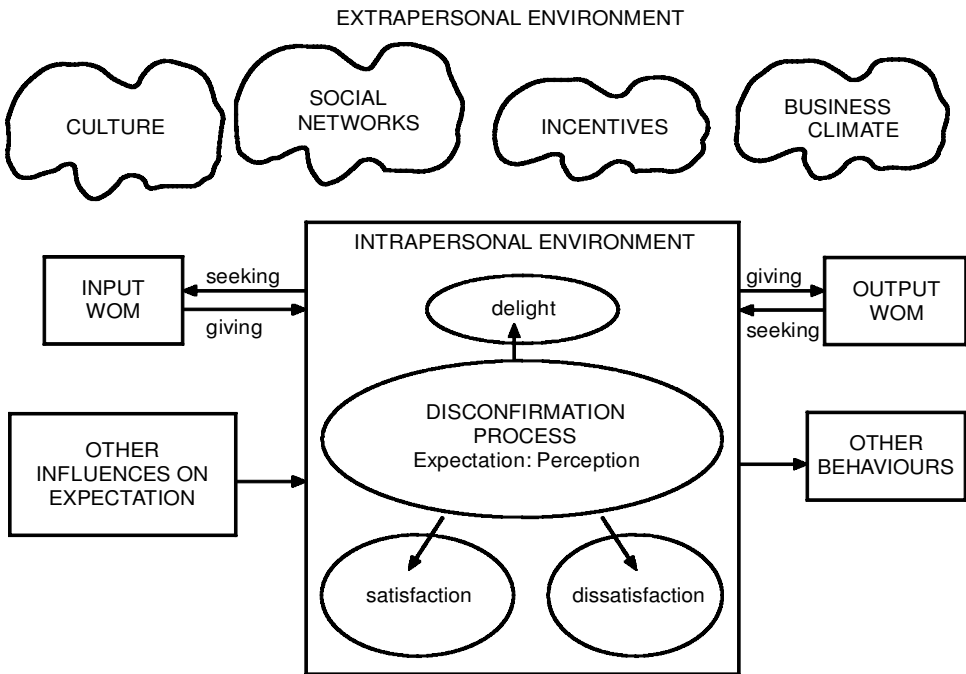 EXTRAPERSONAL ENVIRONMENT
CULTURE
SOCIAL
NETWORKS
INCENTIVES
BUSINESS
CLIMATE
INTRAPERSONAL ENVIRONMENT
INPUT
WOM
seeking
giving
delight
giving
seeking
OUTPUT
WOM
DISCONFIRMATION
PROCESS
Expectation: Perception
OTHER
INFLUENCES ON
EXPECTATION
OTHER
BEHAVIOURS
satisfaction
dissatisfaction